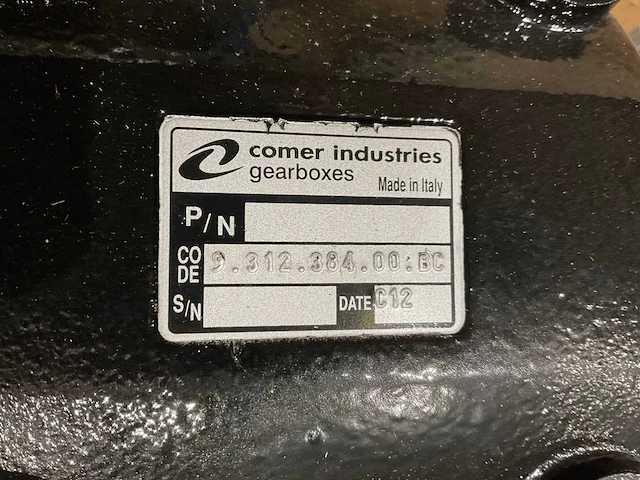 comer industries
gearboxes
Made in Italy
P/N
CODE 9.312.384.00.BC
S/N DATE C12